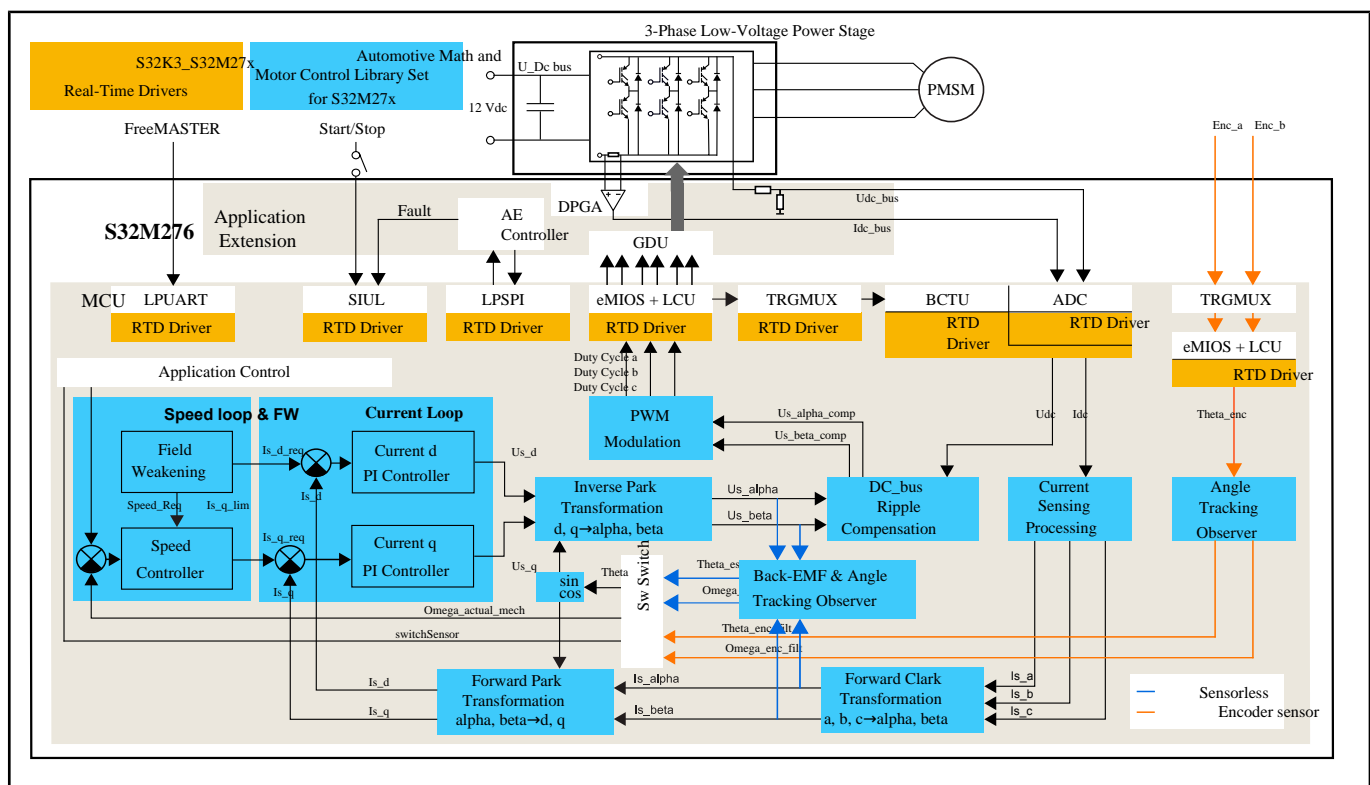 3-Phase Low-Voltage Power Stage
S32K3_S32M27x
Real-Time Drivers
Automotive Math and
Motor Control Library Set
for S32M27x
U_Dc bus
12 Vdc
PMSM
FreeMASTER
Start/Stop
Enc_a
Enc_b
S32M276
Application
Extension
Fault
AE
Controller
DPGA
GDU
Udc_bus
Idc_bus
MCU
LPUART
RTD Driver
SIUL
RTD Driver
LPSPI
RTD Driver
eMIOS + LCU
RTD Driver
TRGMUX
RTD Driver
BCTU
RTD
Driver
ADC
RTD Driver
TRGMUX
eMIOS + LCU
RTD Driver
Application Control
Duty Cycle a
Duty Cycle b
Duty Cycle c
PWM
Modulation
Us_alpha_comp
Us_beta_comp
Udc
Idc
Theta_enc
Speed loop & FW
Current Loop
Field
Weakening
Is_d_req
Is_d
Current d
PI Controller
Us_d
Speed_Req
Is_q_lim
Speed
Controller
Is_q_req
Is_q
Current q
PI Controller
Us_q
Inverse Park
Transformation
d, q→alpha, beta
Us_alpha
Us_beta
DC_bus
Ripple
Compensation
Current
Sensing
Processing
Angle
Tracking
Observer
sin
cos
Theta
Sw Switch
Theta_es
Omega_
Back-EMF & Angle
Tracking Observer
Omega_actual_mech
switchSensor
Theta_enc_filt
Omega_enc_filt
Is_d
Is_q
Forward Park
Transformation
alpha, beta→d, q
Is_alpha
Is_beta
Forward Clark
Transformation
a, b, c→alpha, beta
Is_a
Is_b
Is_c
Sensorless
Encoder sensor